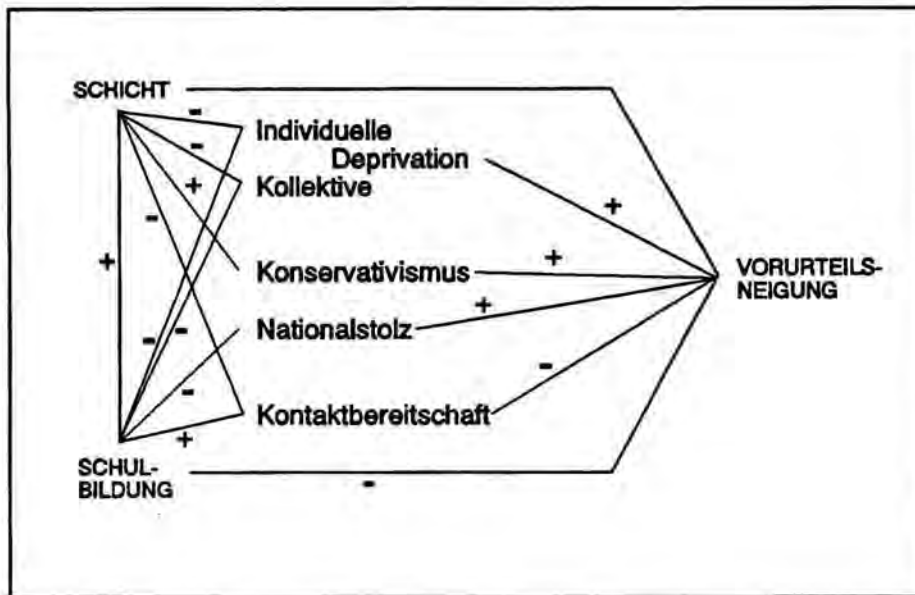 SCHICHT
-
-
+
-
+
-
-
-
+
Individuelle
Deprivation
Kollektive
Konservativismus
Nationalstolz
Kontaktbereitschaft
+
+
+
-
SCHUL-
BILDUNG
-
VORURTEILS-
NEIGUNG